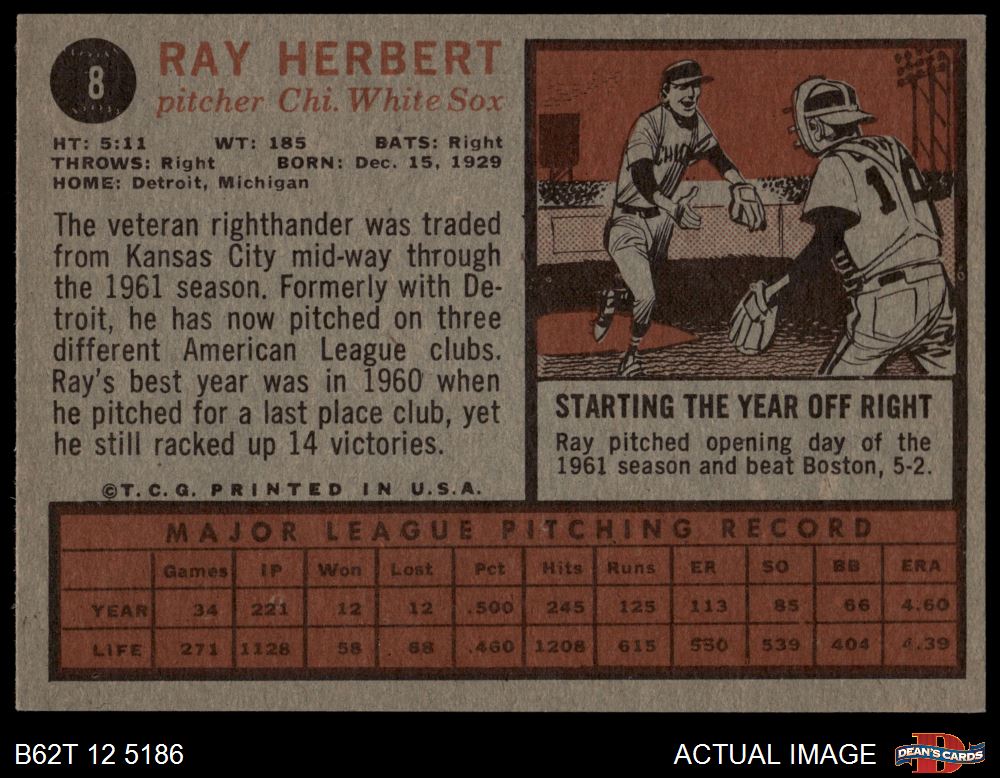 8
RAY HERBERT
pitcher Chi. White Sox
HT: 5:11 WT: 185 BATS: Right
THROWS: Right BORN: Dec. 15, 1929
HOME: Detroit, Michigan
The veteran righthander was traded
from Kansas City mid-way through
the 1961 season. Formerly with De-
troit, he has now pitched on three
different American League clubs.
Ray's best year was in 1960 when
he pitched for a last place club, yet
he still racked up 14 victories.
©T.C.G. PRINTED IN U.S.A.
CHIC
1
STARTING THE YEAR OFF RIGHT
Ray pitched opening day of the
1961 season and beat Boston, 5-2.
MAJOR LEAGUE PITCHING RECORD
Games IP Won Lost Pct Hits Runs ER SO BB ERA
YEAR 34 221 12 12 .500 245 125 113 85 66 4.60
LIFE 271 1128 58 68 .460 1208 615 550 539 404 4.39
B62T 12 5186
ACTUAL IMAGE
D
DEAN'S CARDS